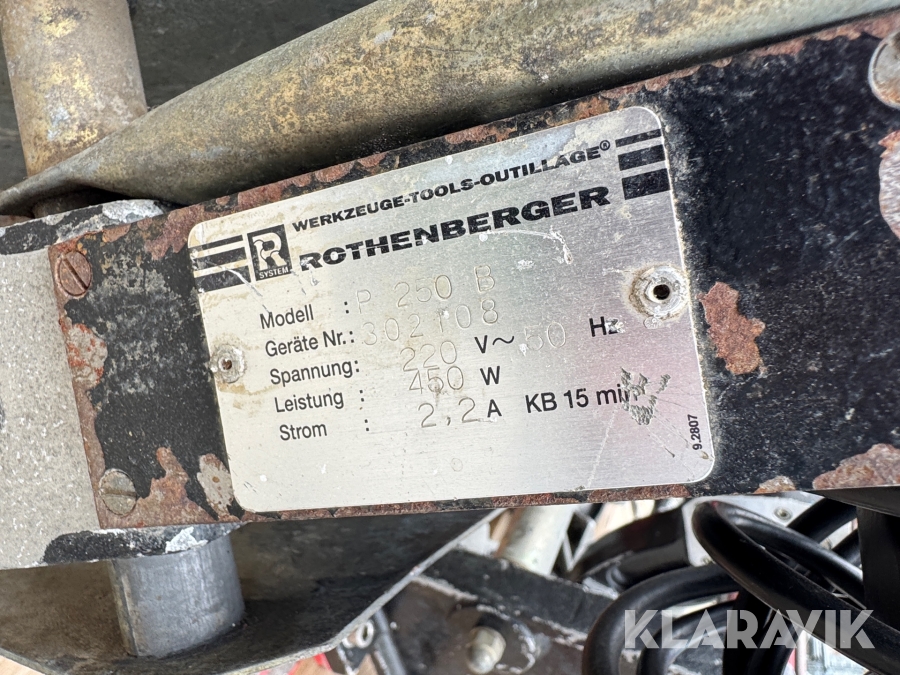 WERKZEUGE-TOOLS-OUTILLAGE®
R SYSTEM
ROTHENBERGER
Modell : P 250 B
Geräte Nr.: 302108
Spannung: 220 V~ 50 Hz
Leistung : 450 W
Strom : 2,2 A KB 15 min
9.2807
KLARAVIK